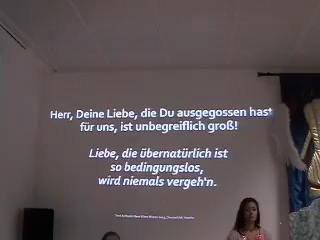 Herr, Deine Liebe, die Du ausgegossen hast
für uns, ist unbegreiflich groß!
Liebe, die übernatürlich ist
so bedingungslos,
wird niemals vergeh'n.